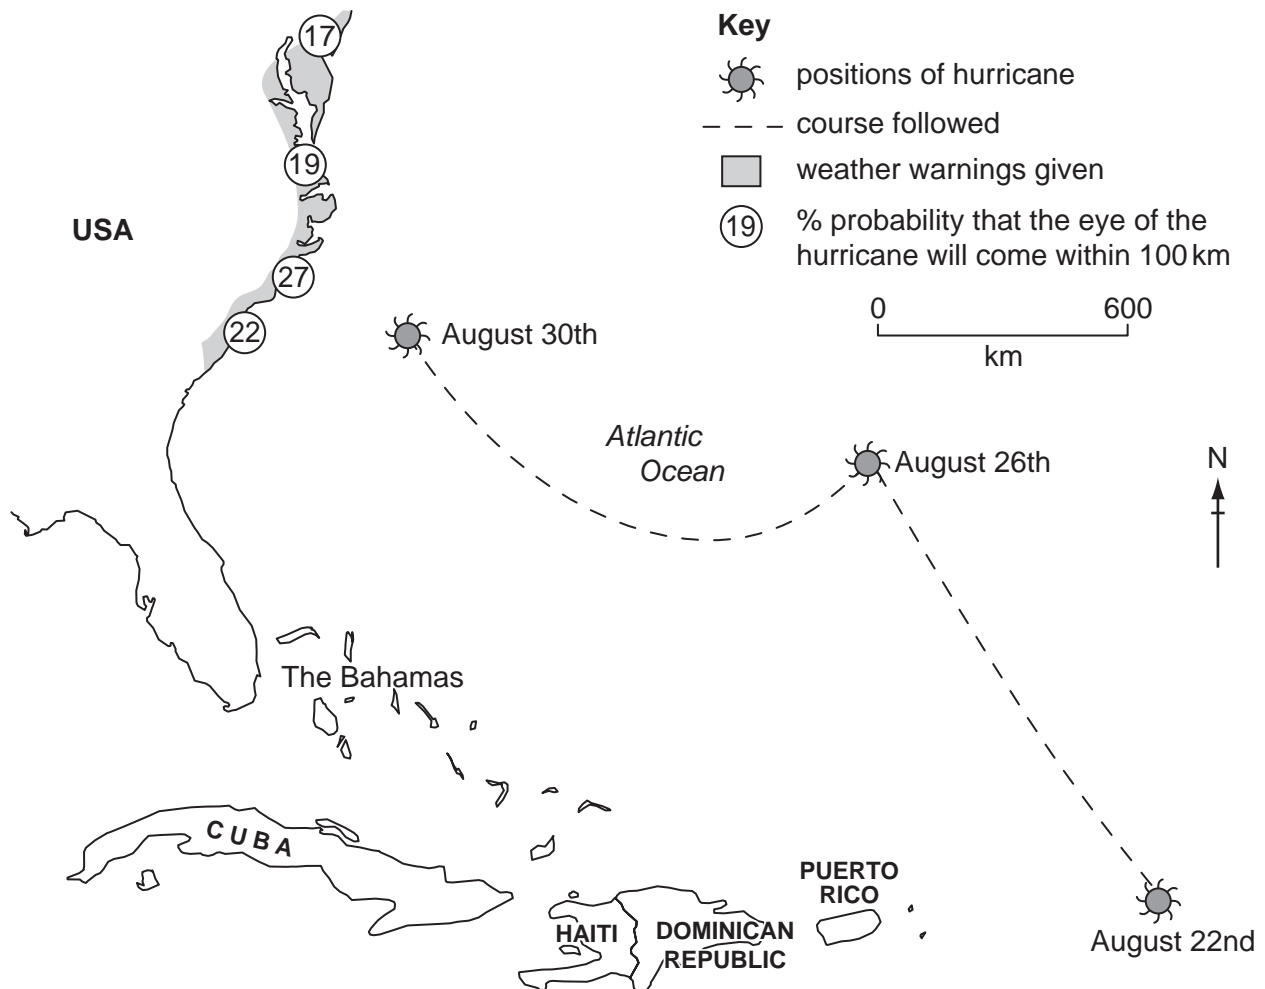 Key
positions of hurricane
course followed
weather warnings given
19
% probability that the eye of the
hurricane will come within 100 km
0
600
km
17
19
USA
27
22
August 30th
Atlantic
Ocean
August 26th
N
The Bahamas
CUBA
PUERTO
RICO
HAITI
DOMINICAN
REPUBLIC
August 22nd